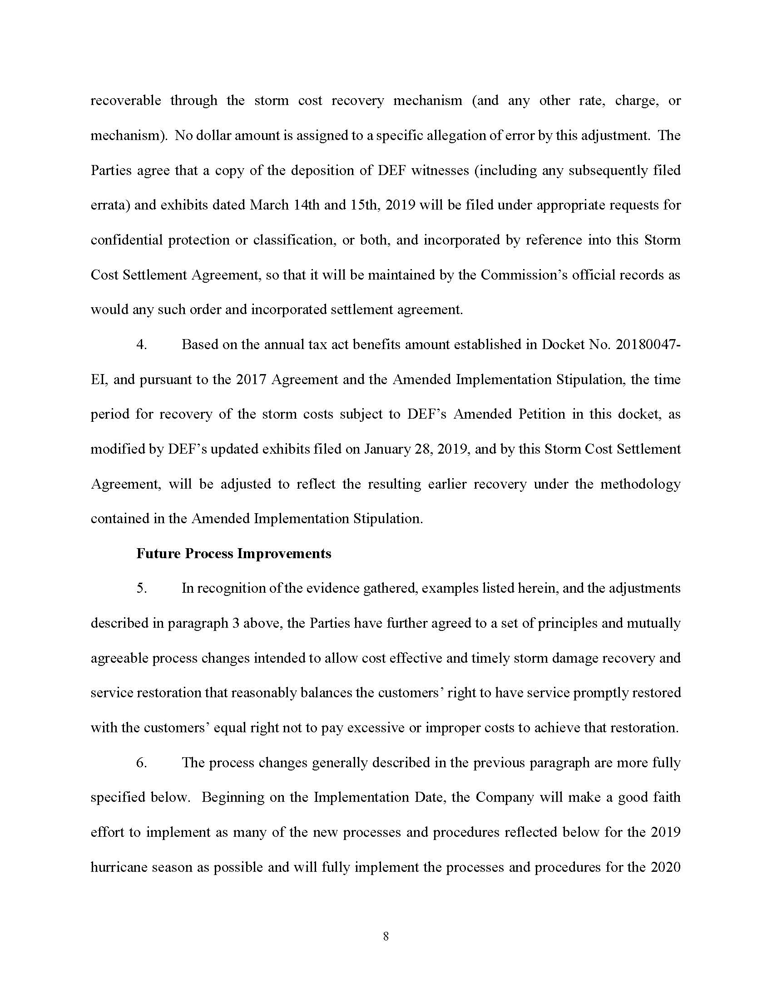 recoverable through the storm cost recovery mechanism (and any other rate, charge, or
mechanism).  No dollar amount is assigned to a specific allegation of error by this adjustment.  The
Parties agree that a copy of the deposition of DEF witnesses (including any subsequently filed
errata) and exhibits dated March 14th and 15th, 2019 will be filed under appropriate requests for
confidential protection or classification, or both, and incorporated by reference into this Storm
Cost Settlement Agreement, so that it will be maintained by the Commission’s official records as
would any such order and incorporated settlement agreement.
4. Based on the annual tax act benefits amount established in Docket No. 20180047-
EI, and pursuant to the 2017 Agreement and the Amended Implementation Stipulation, the time
period for recovery of the storm costs subject to DEF’s Amended Petition in this docket, as
modified by DEF’s updated exhibits filed on January 28, 2019, and by this Storm Cost Settlement
Agreement, will be adjusted to reflect the resulting earlier recovery under the methodology
contained in the Amended Implementation Stipulation.
Future Process Improvements
5. In recognition of the evidence gathered, examples listed herein, and the adjustments
described in paragraph 3 above, the Parties have further agreed to a set of principles and mutually
agreeable process changes intended to allow cost effective and timely storm damage recovery and
service restoration that reasonably balances the customers’ right to have service promptly restored
with the customers’ equal right not to pay excessive or improper costs to achieve that restoration.
6. The process changes generally described in the previous paragraph are more fully
specified below.  Beginning on the Implementation Date, the Company will make a good faith
effort to implement as many of the new processes and procedures reflected below for the 2019
hurricane season as possible and will fully implement the processes and procedures for the 2020
8